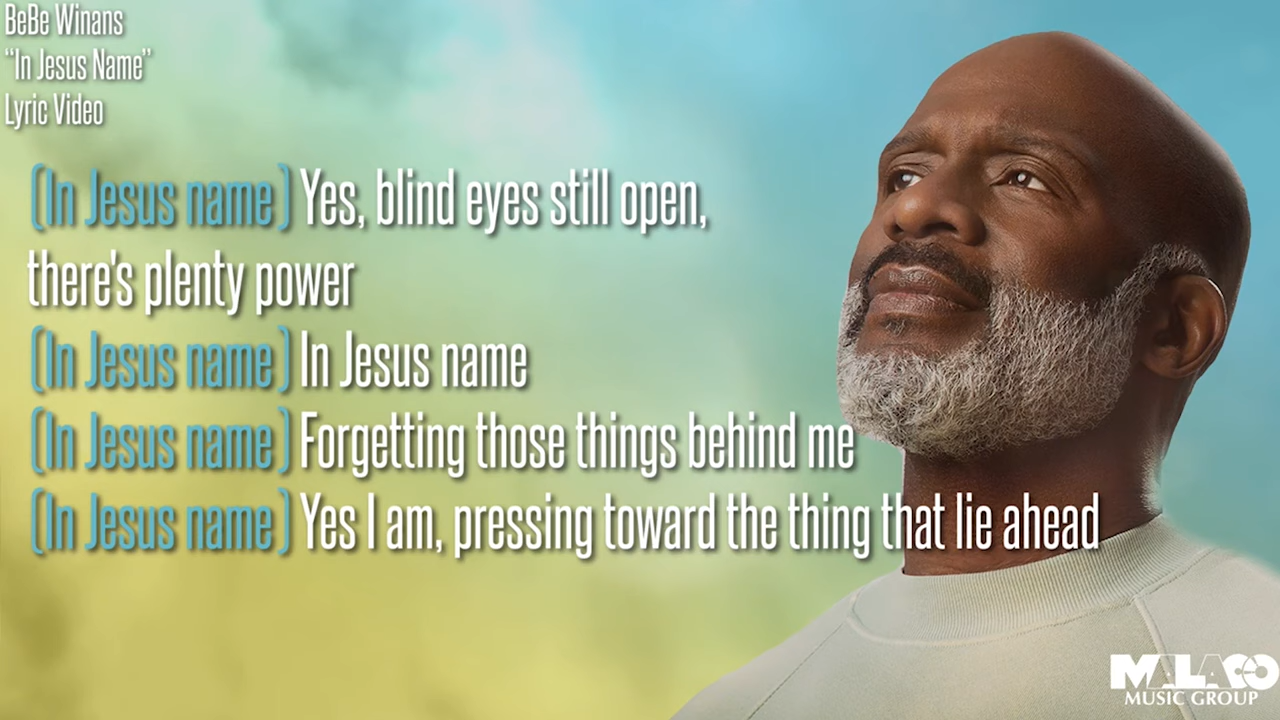 BeBe Winans
“In Jesus Name”
Lyric Video
(In Jesus name) Yes, blind eyes still open,
there's plenty power
(In Jesus name) In Jesus name
(In Jesus name) Forgetting those things behind me
(In Jesus name) Yes I am, pressing toward the thing that lie ahead
MALACO
MUSIC GROUP